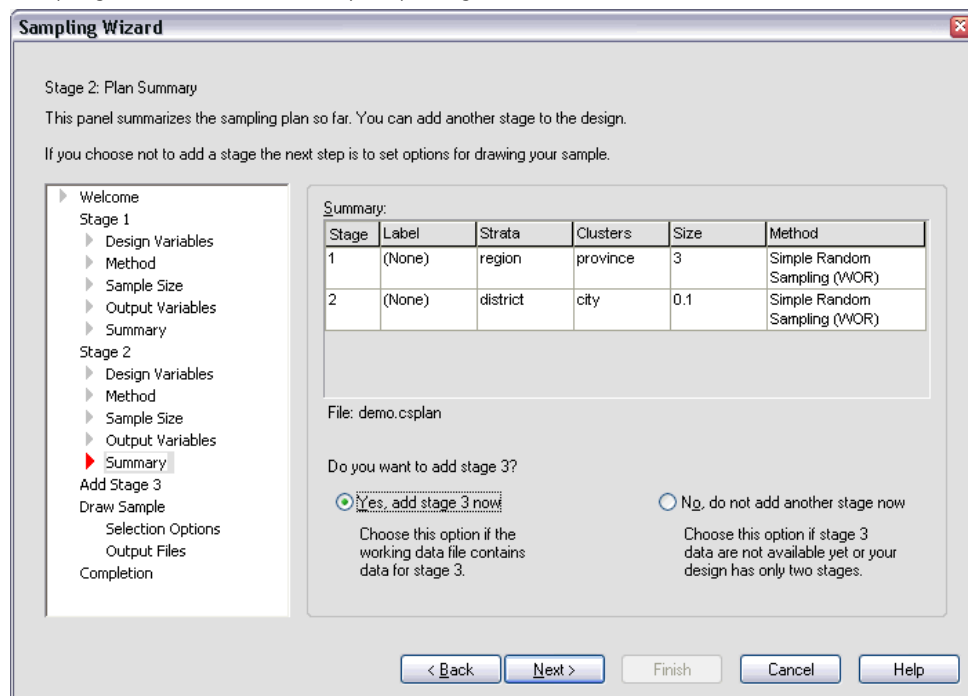 Sampling Wizard
Stage 2: Plan Summary
This panel summarizes the sampling plan so far. You can add another stage to the design.
If you choose not to add a stage the next step is to set options for drawing your sample.
Welcome
Stage 1
Design Variables
Method
Sample Size
Output Variables
Summary
Stage 2
Design Variables
Method
Sample Size
Output Variables
Summary
Add Stage 3
Draw Sample
Selection Options
Output Files
Completion
Summary:
Stage Label Strata Clusters Size Method
1 (None) region province 3 Simple Random
Sampling (WOR)
2 (None) district city 0.1 Simple Random
Sampling (WOR)
File: demo.csplan
Do you want to add stage 3?
Yes, add stage 3 now
Choose this option if the
working data file contains
data for stage 3.
No, do not add another stage now
Choose this option if stage 3
data are not available yet or your
design has only two stages.
< Back Next > Finish Cancel Help